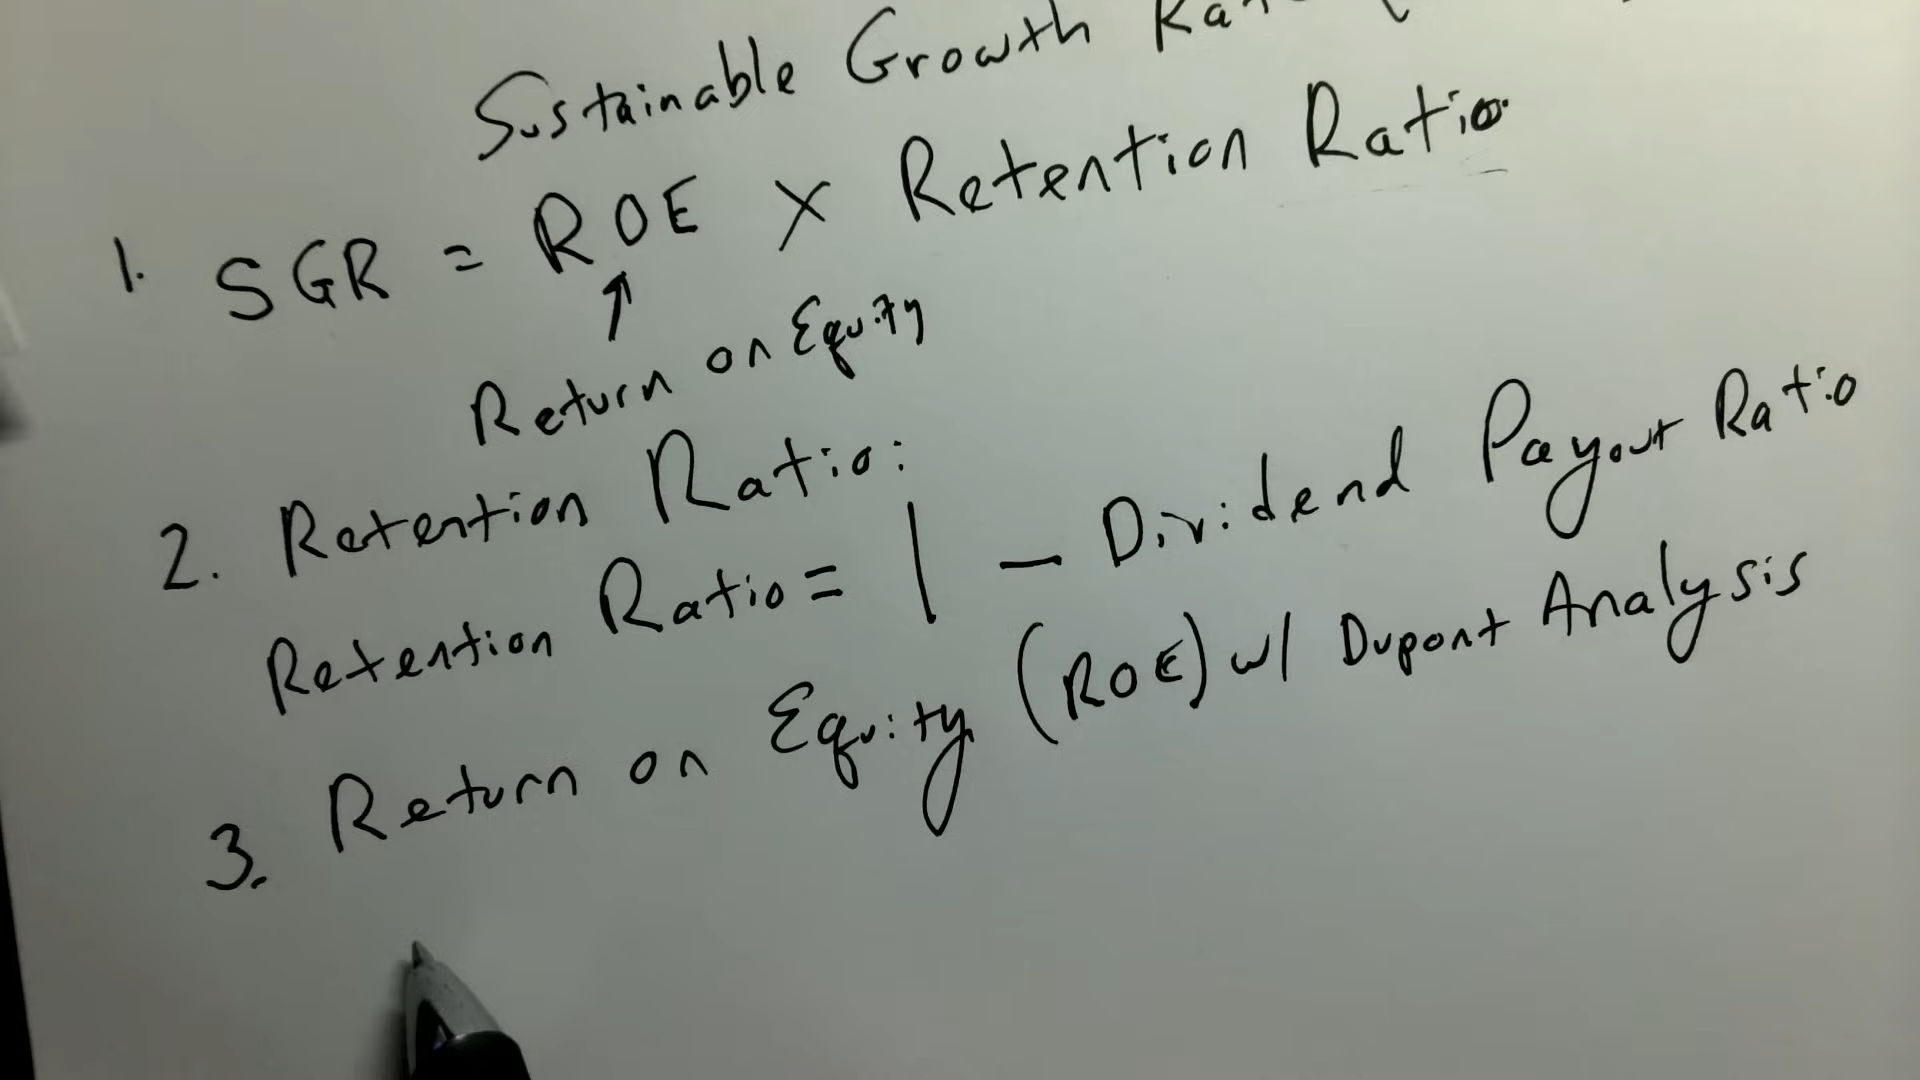 Sustainable Growth
1. SGR = ROE X Retention Ratio
Return on Equity
2. Retention Ratio:
Retention Ratio = 1 - Dividend Payout Ratio
3. Return on Equity (ROE) w/ Dupont Analysis